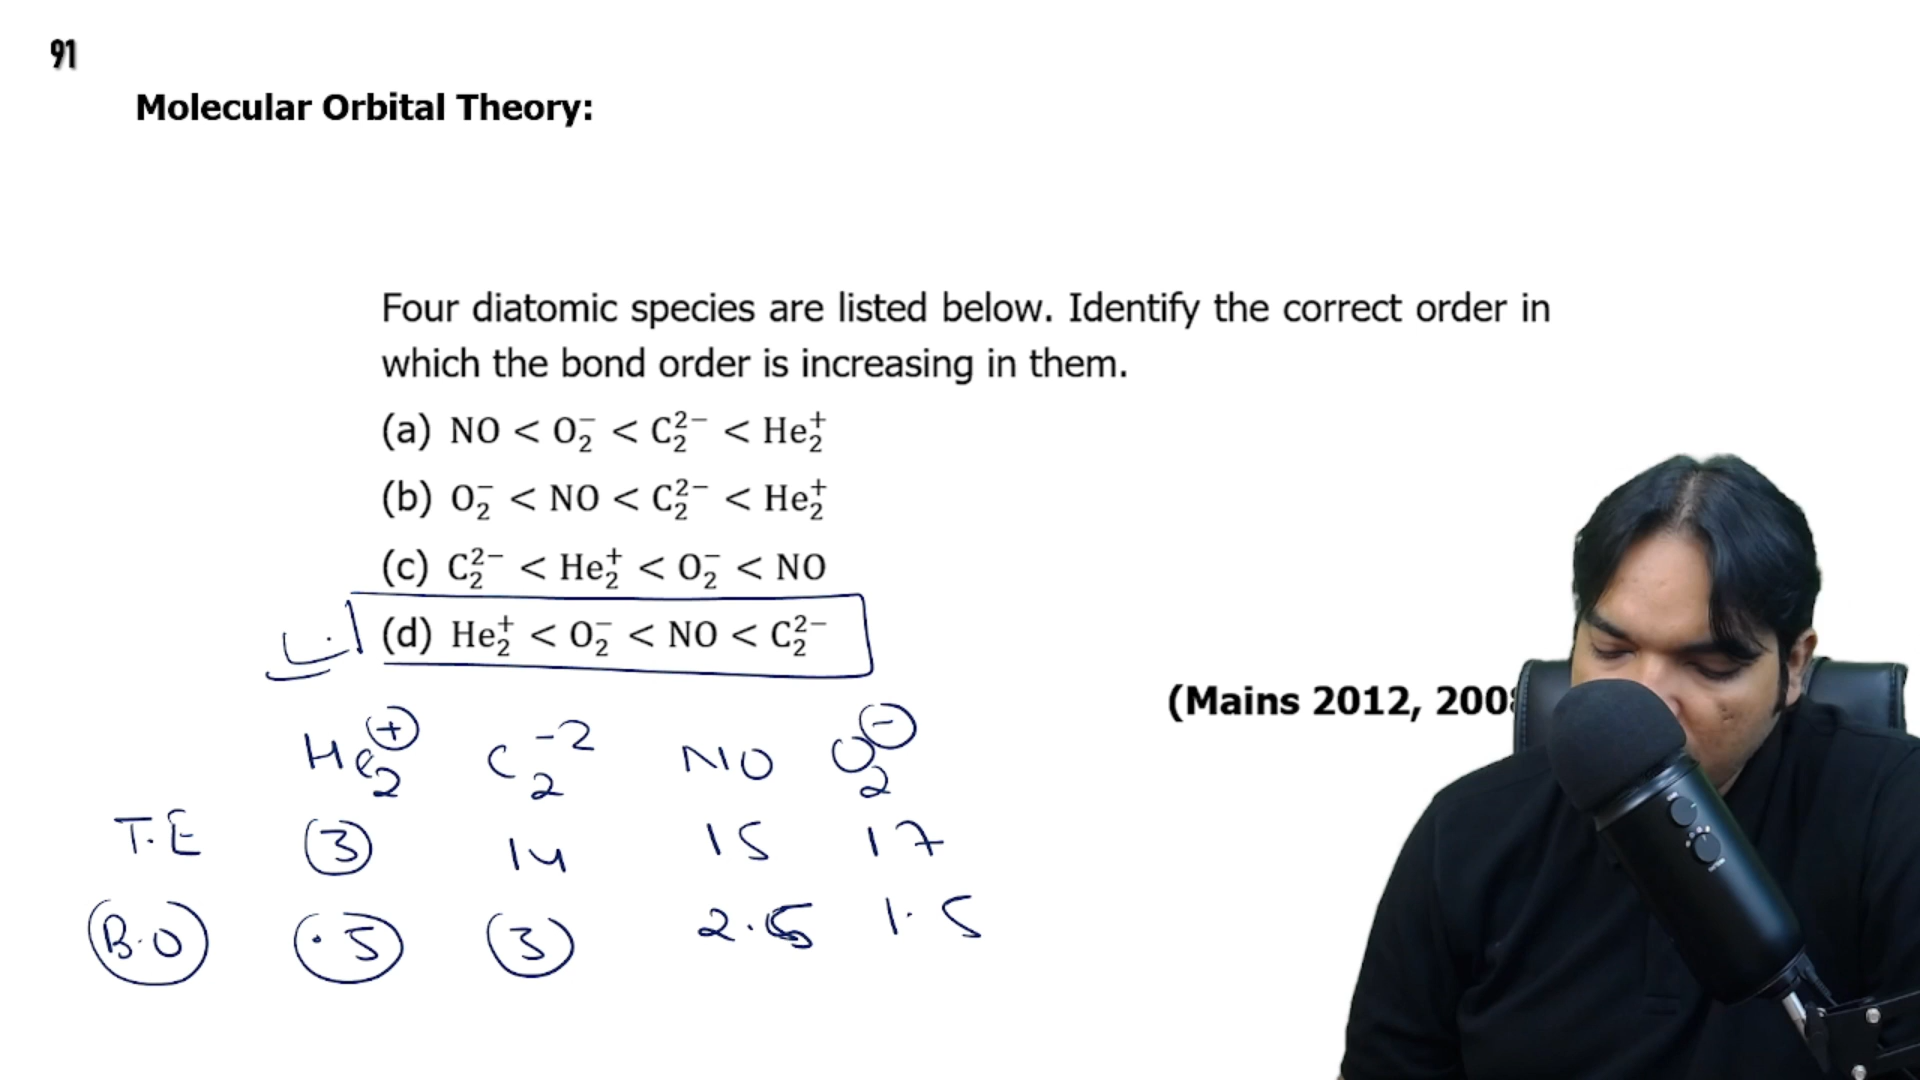 91
Molecular Orbital Theory:
Four diatomic species are listed below. Identify the correct order in
which the bond order is increasing in them.
(a) NO < O₂⁻ < C₂²⁻ < He₂⁺
(b) O₂⁻ < NO < C₂²⁻ < He₂⁺
(c) C₂²⁻ < He₂⁺ < O₂⁻ < NO
(d) He₂⁺ < O₂⁻ < NO < C₂²⁻
(Mains 2012, 2008
He₂⁺ C₂⁻² NO O₂⁻
T.E 3 14 15 17
B.O .5 3 2.5 1.5